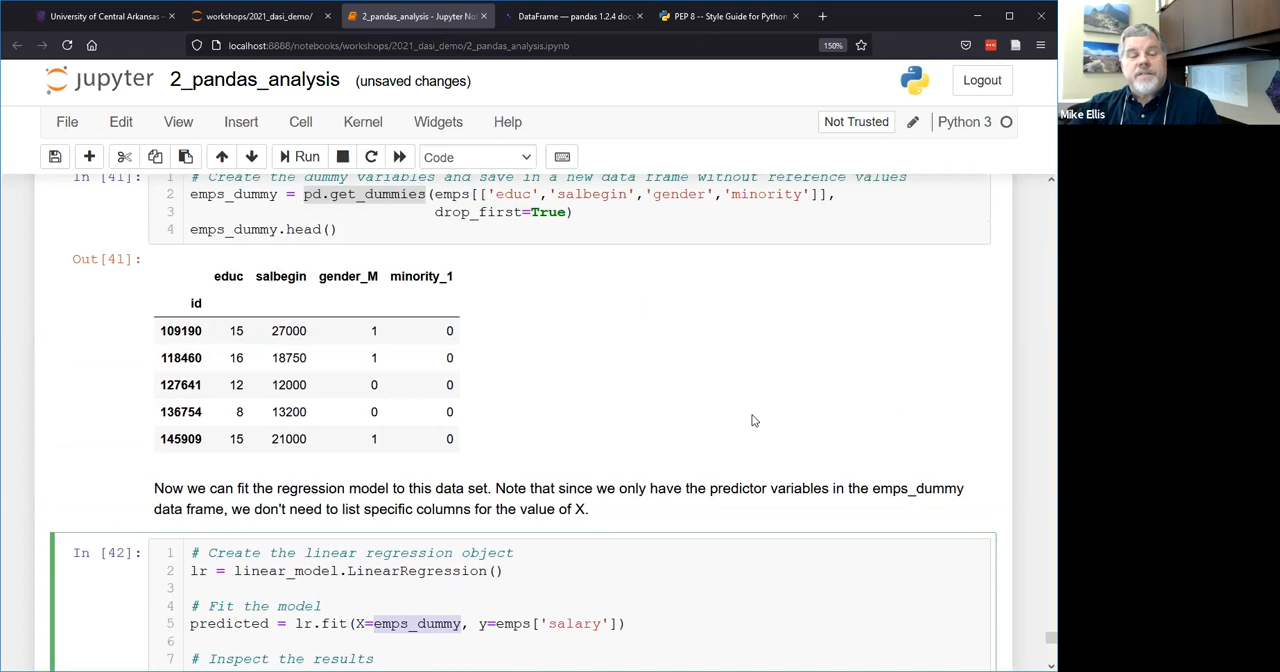 University of Central Arkansas
workshops/2021_dasi_demo/
2_pandas_analysis - Jupyter No
DataFrame — pandas 1.2.4 doc
PEP 8 -- Style Guide for Python
localhost:8888/notebooks/workshops/2021_dasi_demo/2_pandas_analysis.ipynb
150%
jupyter 2_pandas_analysis (unsaved changes)
Logout
File Edit View Insert Cell Kernel Widgets Help
Not Trusted
Python 3
Run
Code
Mike Ellis
In [41]:
1 # Create the dummy variables and save in a new data frame without reference values
2 emps_dummy = pd.get_dummies(emps[['educ','salbegin','gender','minority']],
3 drop_first=True)
4 emps_dummy.head()
Out[41]:
educ salbegin gender_M minority_1
id
109190 15 27000 1 0
118460 16 18750 1 0
127641 12 12000 0 0
136754 8 13200 0 0
145909 15 21000 1 0
Now we can fit the regression model to this data set. Note that since we only have the predictor variables in the emps_dummy
data frame, we don't need to list specific columns for the value of X.
In [42]:
1 # Create the linear regression object
2 lr = linear_model.LinearRegression()
3
4 # Fit the model
5 predicted = lr.fit(X=emps_dummy, y=emps['salary'])
6
7 # Inspect the results